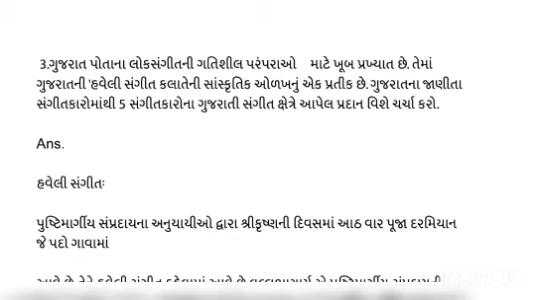 3.ગુજરાત પોતાના લોકસંગીતની ગતિશીલ પરંપરાઓ માટે ખૂબ પ્રખ્યાત છે. તેમાં
ગુજરાતની 'હવેલી સંગીત કલાતેની સાંસ્કૃતિક ઓળખનું એક પ્રતીક છે. ગુજરાતના જાણીતા
સંગીતકારોમાંથી 5 સંગીતકારોના ગુજરાતી સંગીત ક્ષેત્રે આપેલ પ્રદાન વિશે ચર્ચા કરો.
Ans.
હવેલી સંગીતઃ
પુષ્ટિમાર્ગીય સંપ્રદાયના અનુયાયીઓ દ્વારા શ્રીકૃષ્ણની દિવસમાં આઠ વાર પૂજા દરમિયાન
જે પદો ગાવામાં